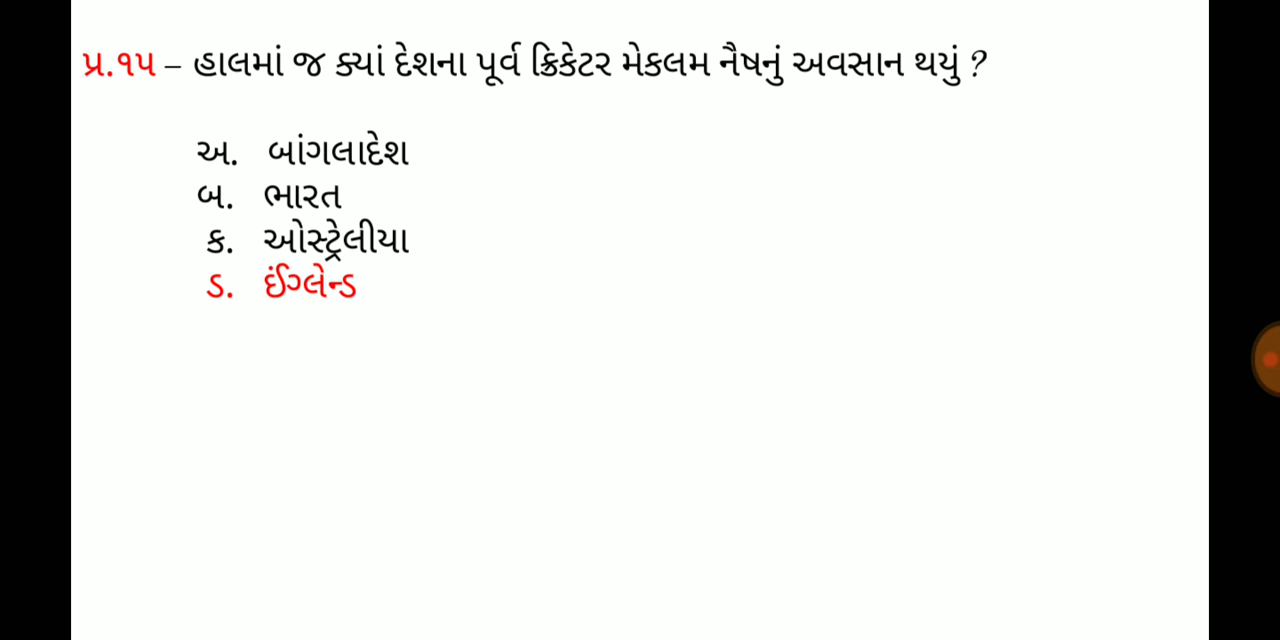 પ્ર.૧૫ – હાલમાં જ ક્યાં દેશના પૂર્વ ક્રિકેટર મેકલમ નૈષનું અવસાન થયું ?
અ. બાંગલાદેશ
બ. ભારત
ક. ઓસ્ટ્રેલીયા
ડ. ઈંગ્લેન્ડ